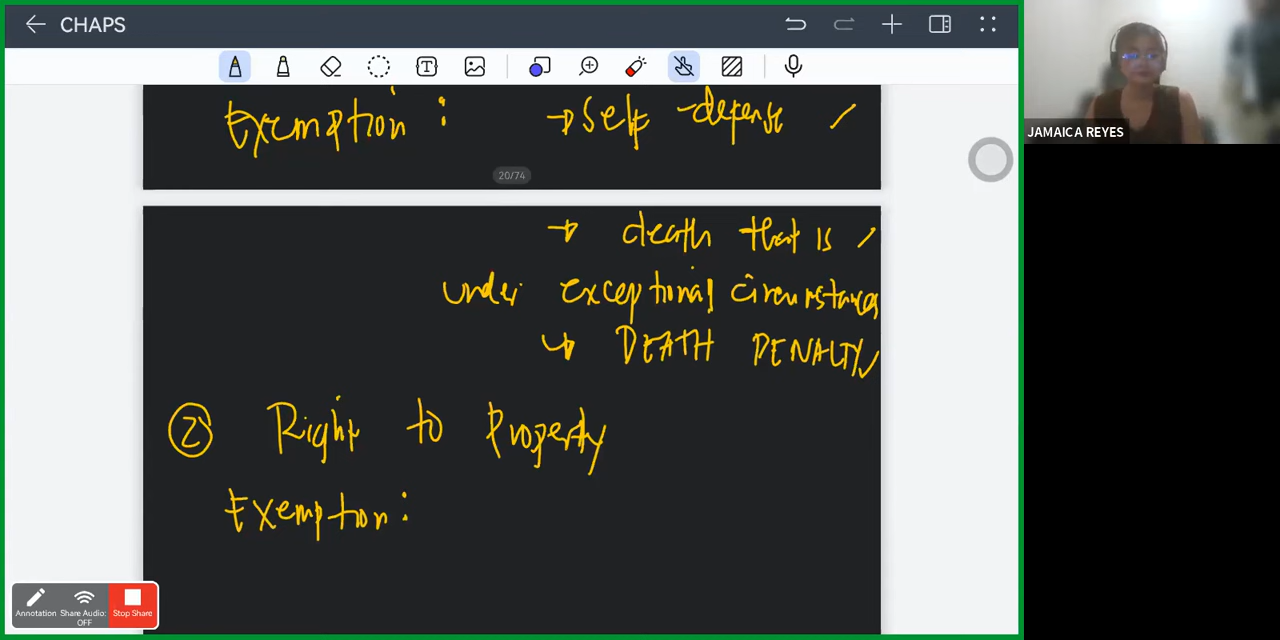 CHAPS
Exemption: → Self-defense /
20/74
→ death that is /
under exceptional circumstances
↳ DEATH PENALTY /
② Right to Property
Exemption:
Annotation Share Audio: OFF Stop Share
JAMAICA REYES